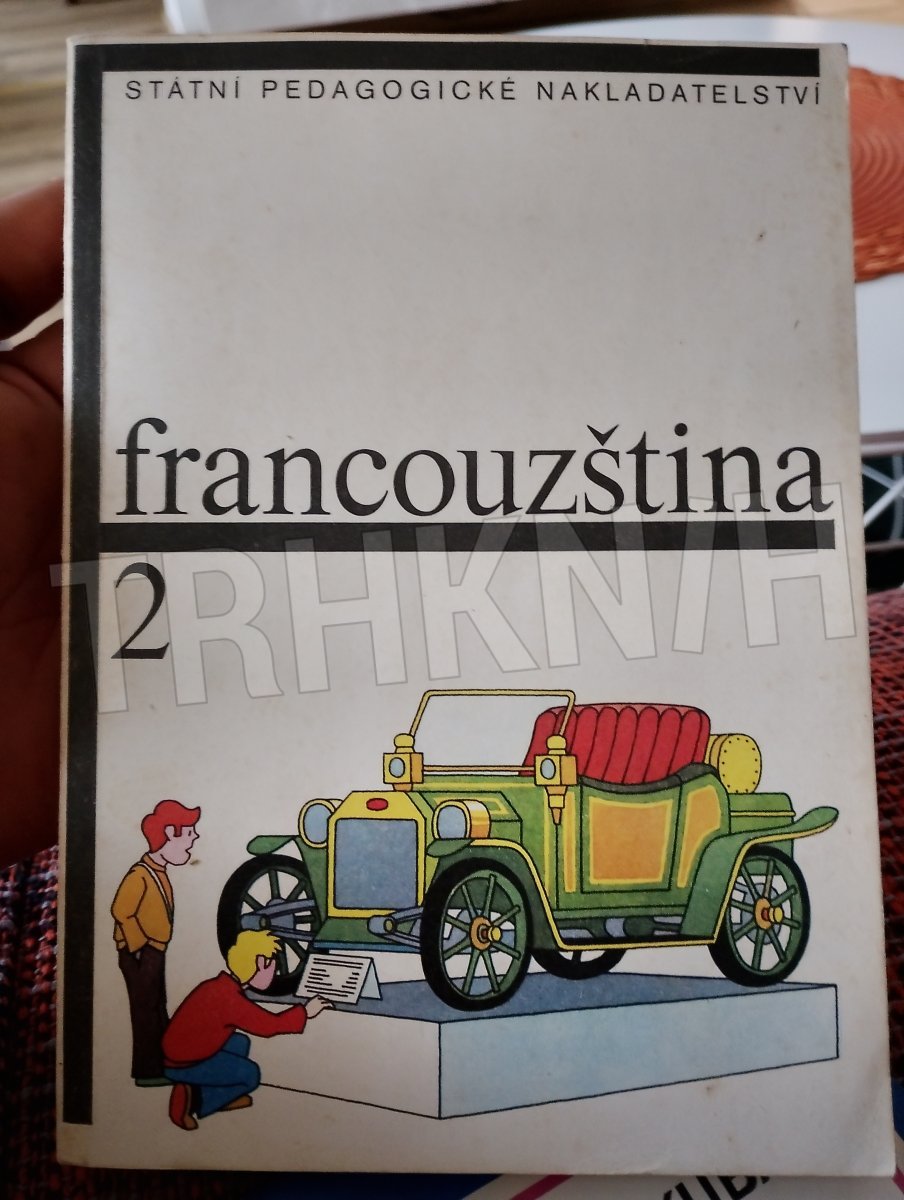 STÁTNÍ PEDAGOGICKÉ NAKLADATELSTVÍ
francouzština
2
TRHKNIH